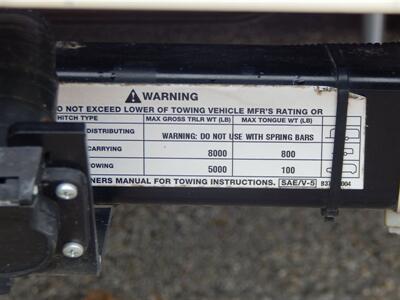 WARNING
DO NOT EXCEED LOWER OF TOWING VEHICLE MFR'S RATING OR
HITCH TYPE MAX GROSS TRLR WT (LB) MAX TONGUE WT (LB)
DISTRIBUTING WARNING: DO NOT USE WITH SPRING BARS
CARRYING 8000 800
OWING 5000 100
NERS MANUAL FOR TOWING INSTRUCTIONS. SAE/V-5